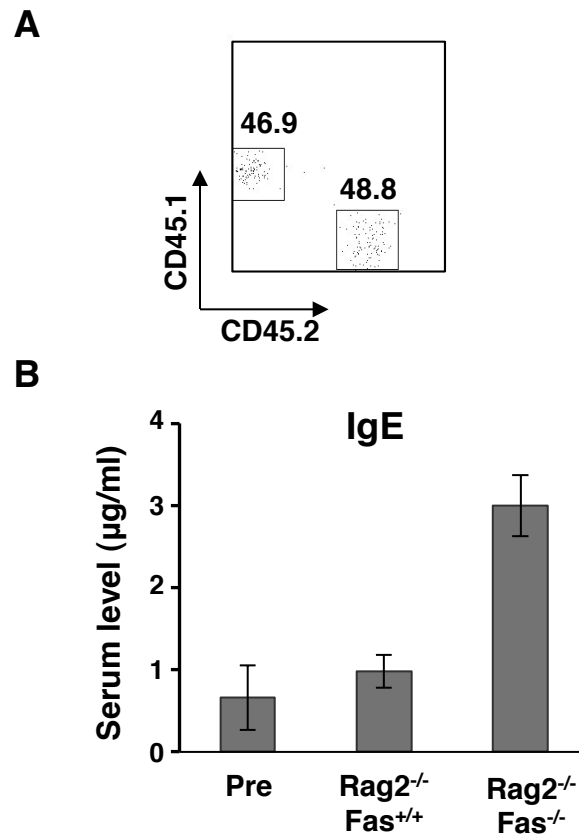 A
46.9
48.8
CD45.1
CD45.2
B
IgE
Serum level (µg/ml)
4
3
2
1
0
Pre
Rag2-/-
Fas+/+
Rag2-/-
Fas-/-